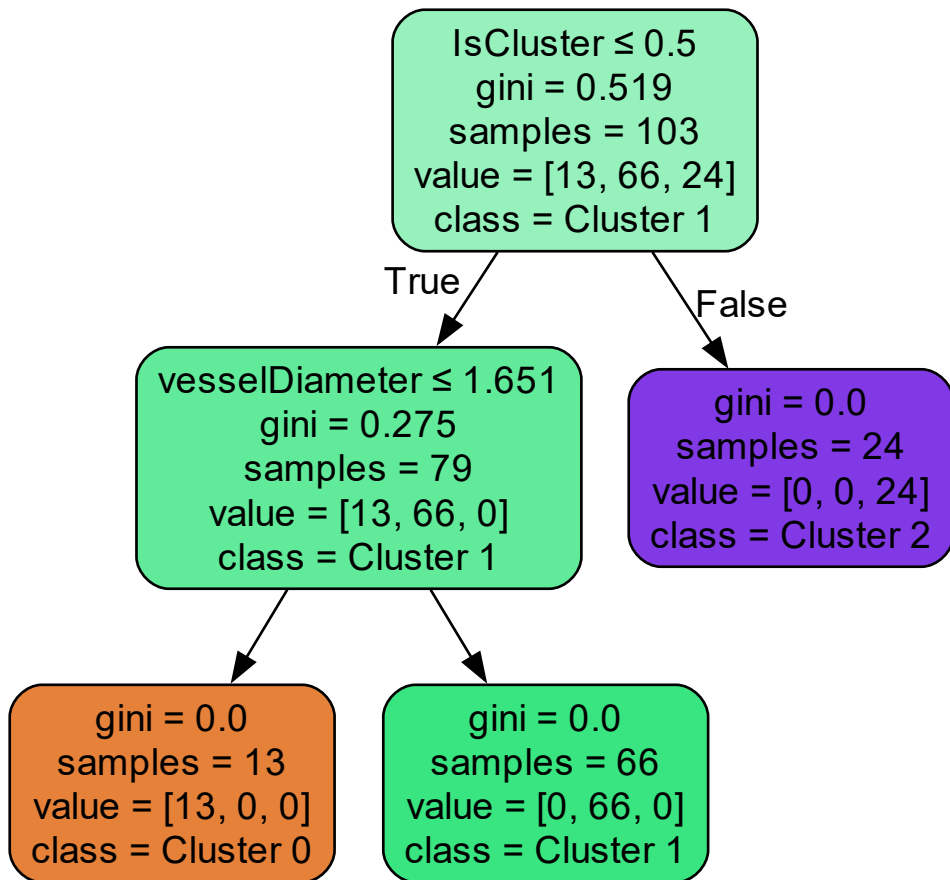 IsCluster ≤ 0.5
gini = 0.519
samples = 103
value = [13, 66, 24]
class = Cluster 1
True
False
vesselDiameter ≤ 1.651
gini = 0.275
samples = 79
value = [13, 66, 0]
class = Cluster 1
gini = 0.0
samples = 24
value = [0, 0, 24]
class = Cluster 2
gini = 0.0
samples = 13
value = [13, 0, 0]
class = Cluster 0
gini = 0.0
samples = 66
value = [0, 66, 0]
class = Cluster 1